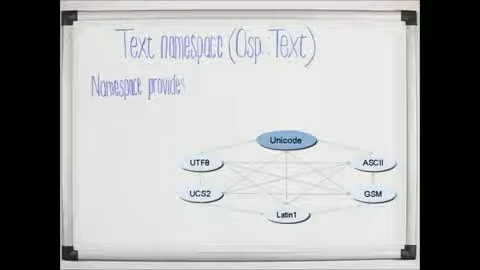 Text namespace (Osp::Text)
Namespace provides
Unicode
UTF8
ASCII
UCS2
GSM
Latin1